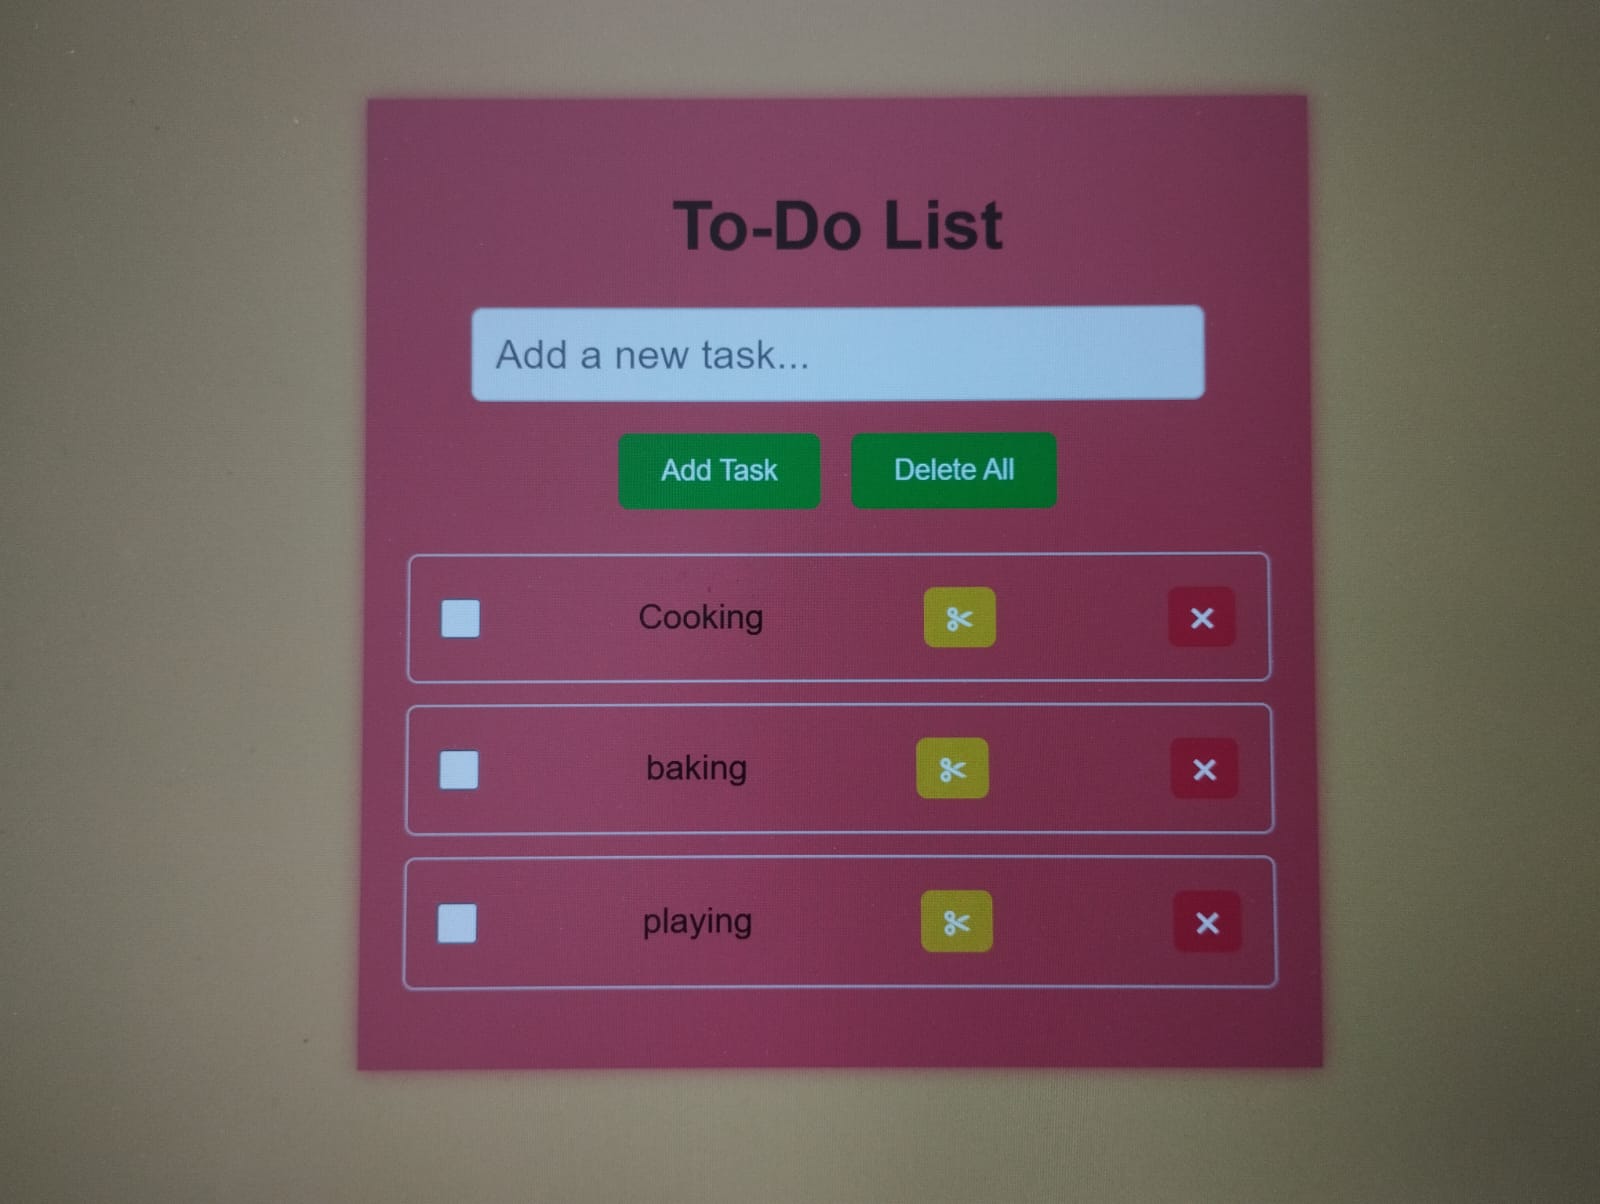 To-Do List
Add a new task...
Add Task Delete All
Cooking
baking
playing